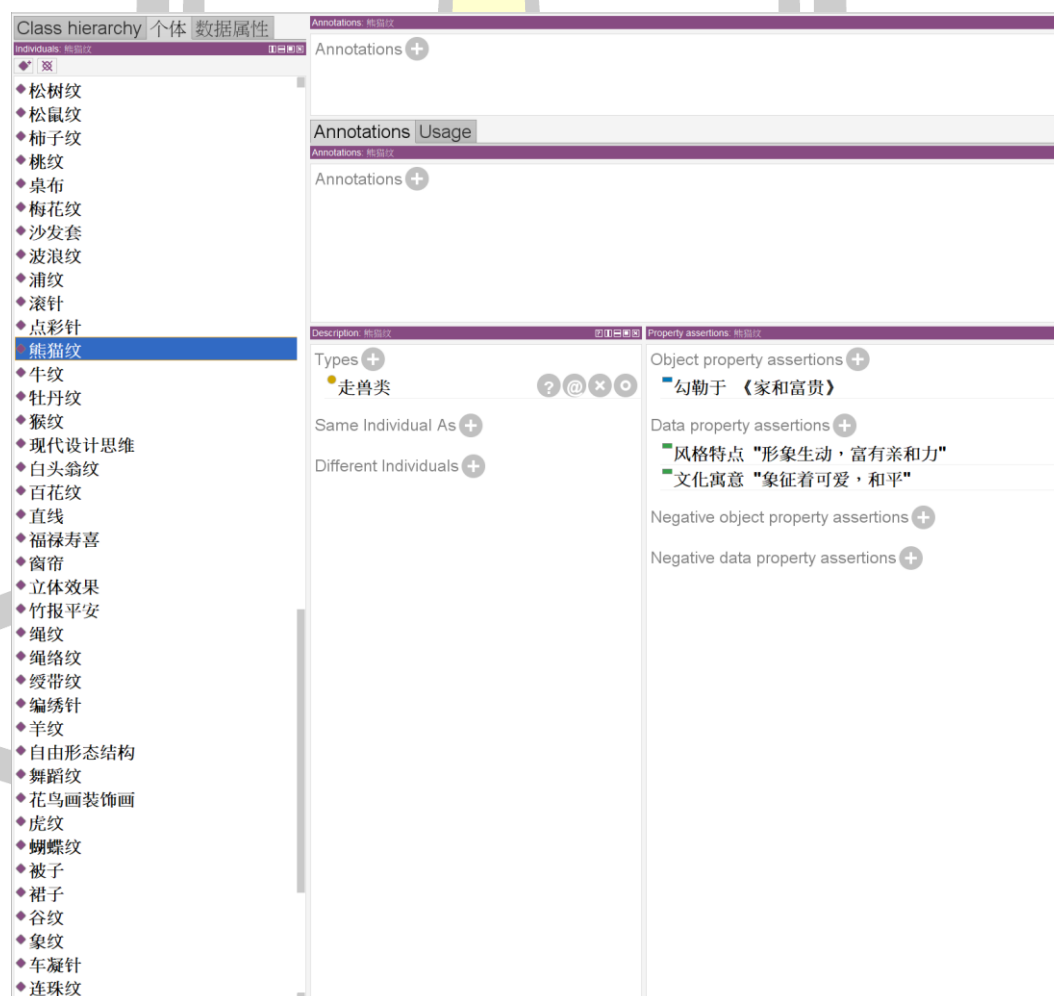 Class hierarchy 个体 数据属性
Individuals: 熊猫纹
松树纹
松鼠纹
柿子纹
桃纹
桌布
梅花纹
沙发套
波浪纹
浦纹
滚针
点彩针
熊猫纹
牛纹
牡丹纹
猴纹
现代设计思维
白头翁纹
百花纹
直线
福禄寿喜
窗帘
立体效果
竹报平安
绳纹
绳络纹
绶带纹
编绣针
羊纹
自由形态结构
舞蹈纹
花鸟画装饰画
虎纹
蝴蝶纹
被子
裙子
谷纹
象纹
车凝针
连珠纹
Annotations: 熊猫纹
Annotations
Annotations Usage
Annotations: 熊猫纹
Annotations
Description: 熊猫纹
Types
走兽类
Same Individual As
Different Individuals
Property assertions: 熊猫纹
Object property assertions
勾勒于 《家和富贵》
Data property assertions
风格特点 "形象生动，富有亲和力"
文化寓意 "象征着可爱，和平"
Negative object property assertions
Negative data property assertions